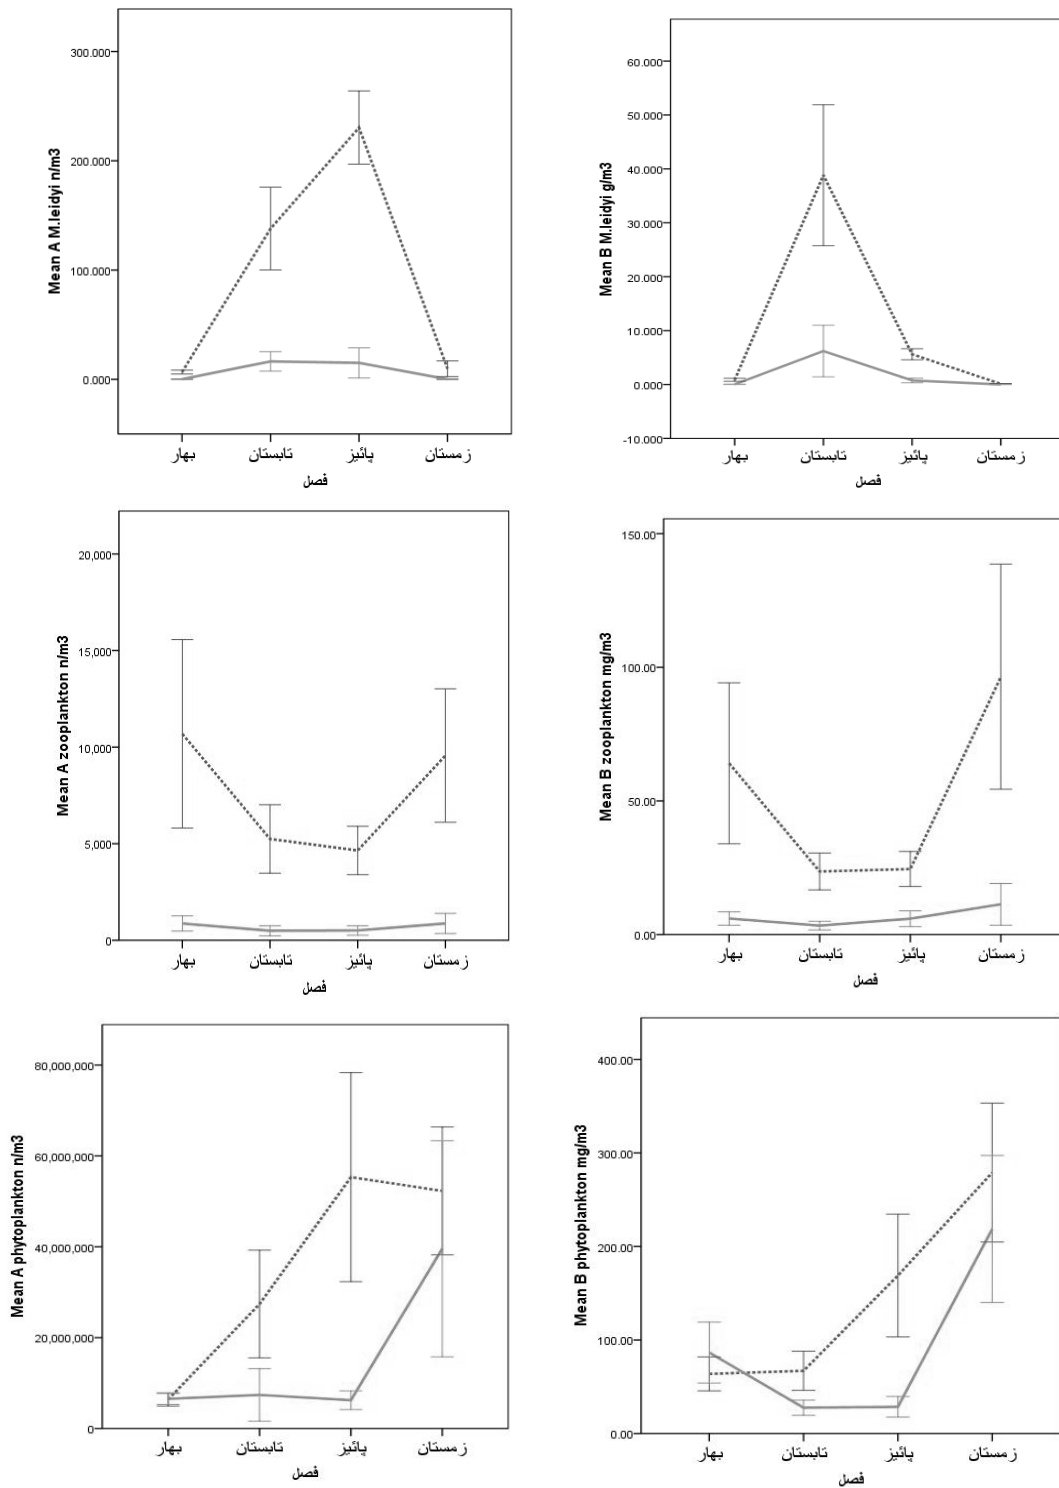 Mean A M.leidyi n/m3
300.000
200.000
100.000
0.000
بهار
تابستان
پائیز
زمستان
فصل
Mean B M.leidyi g/m3
60.000
50.000
40.000
30.000
20.000
10.000
0.000
-10.000
بهار
تابستان
پائیز
زمستان
فصل
Mean A zooplankton n/m3
20,000
15,000
10,000
5,000
0
بهار
تابستان
پائیز
زمستان
فصل
Mean B zooplankton mg/m3
150.00
100.00
50.00
0.00
بهار
تابستان
پائیز
زمستان
فصل
Mean A phytoplankton n/m3
80,000,000
60,000,000
40,000,000
20,000,000
0
بهار
تابستان
پائیز
زمستان
فصل
Mean B phytoplankton mg/m3
400.00
300.00
200.00
100.00
0.00
بهار
تابستان
پائیز
زمستان
فصل